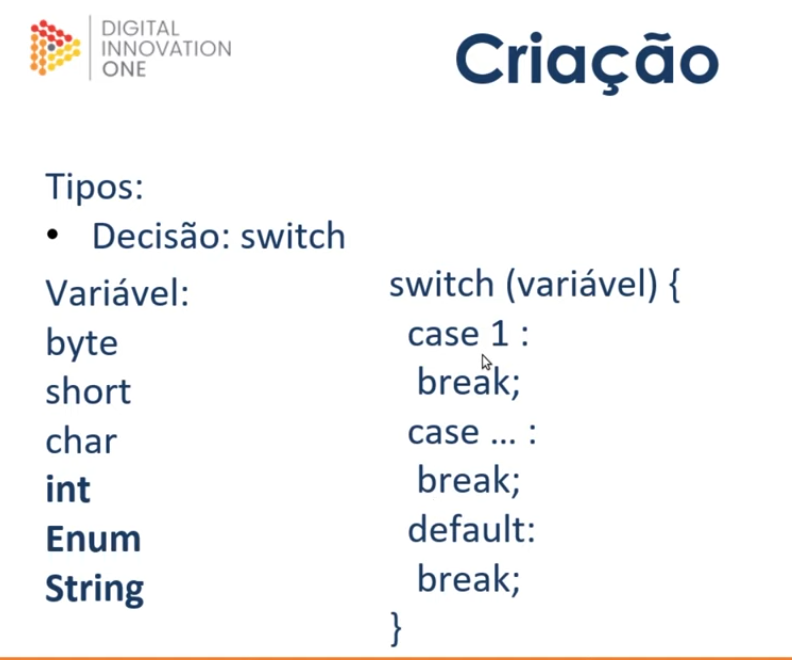 DIGITAL
INNOVATION
ONE
Criação
Tipos:
• Decisão: switch
Variável:
byte
short
char
int
Enum
String
switch (variável) {
case 1 :
break;
case ... :
break;
default:
break;
}